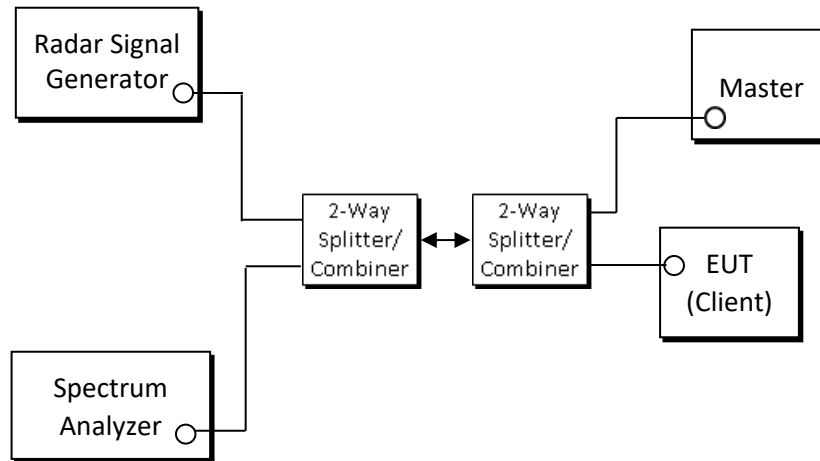 Radar Signal
Generator
Master
2-Way
Splitter/
Combiner
2-Way
Splitter/
Combiner
EUT
(Client)
Spectrum
Analyzer